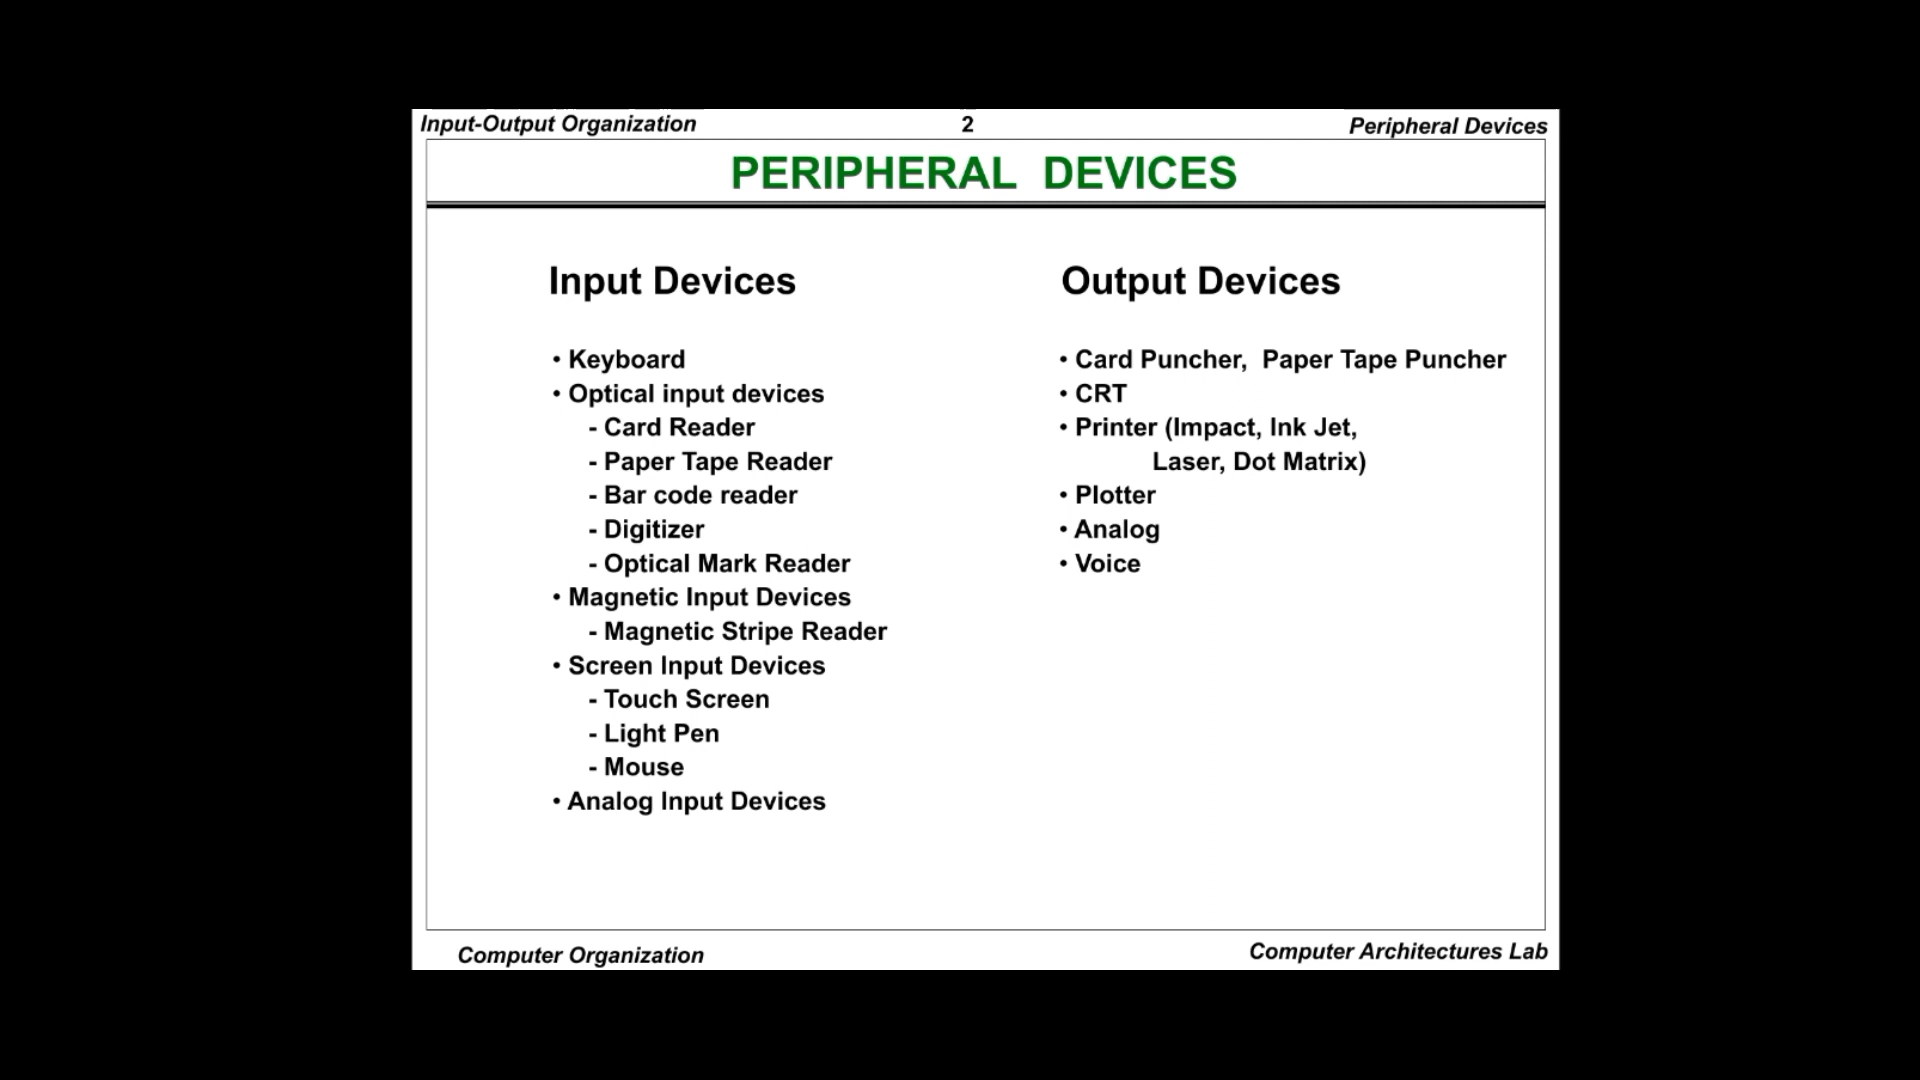 Input-Output Organization 2 Peripheral Devices
PERIPHERAL DEVICES
Input Devices
• Keyboard
• Optical input devices
- Card Reader
- Paper Tape Reader
- Bar code reader
- Digitizer
- Optical Mark Reader
• Magnetic Input Devices
- Magnetic Stripe Reader
• Screen Input Devices
- Touch Screen
- Light Pen
- Mouse
• Analog Input Devices
Output Devices
• Card Puncher, Paper Tape Puncher
• CRT
• Printer (Impact, Ink Jet,
Laser, Dot Matrix)
• Plotter
• Analog
• Voice
Computer Organization Computer Architectures Lab